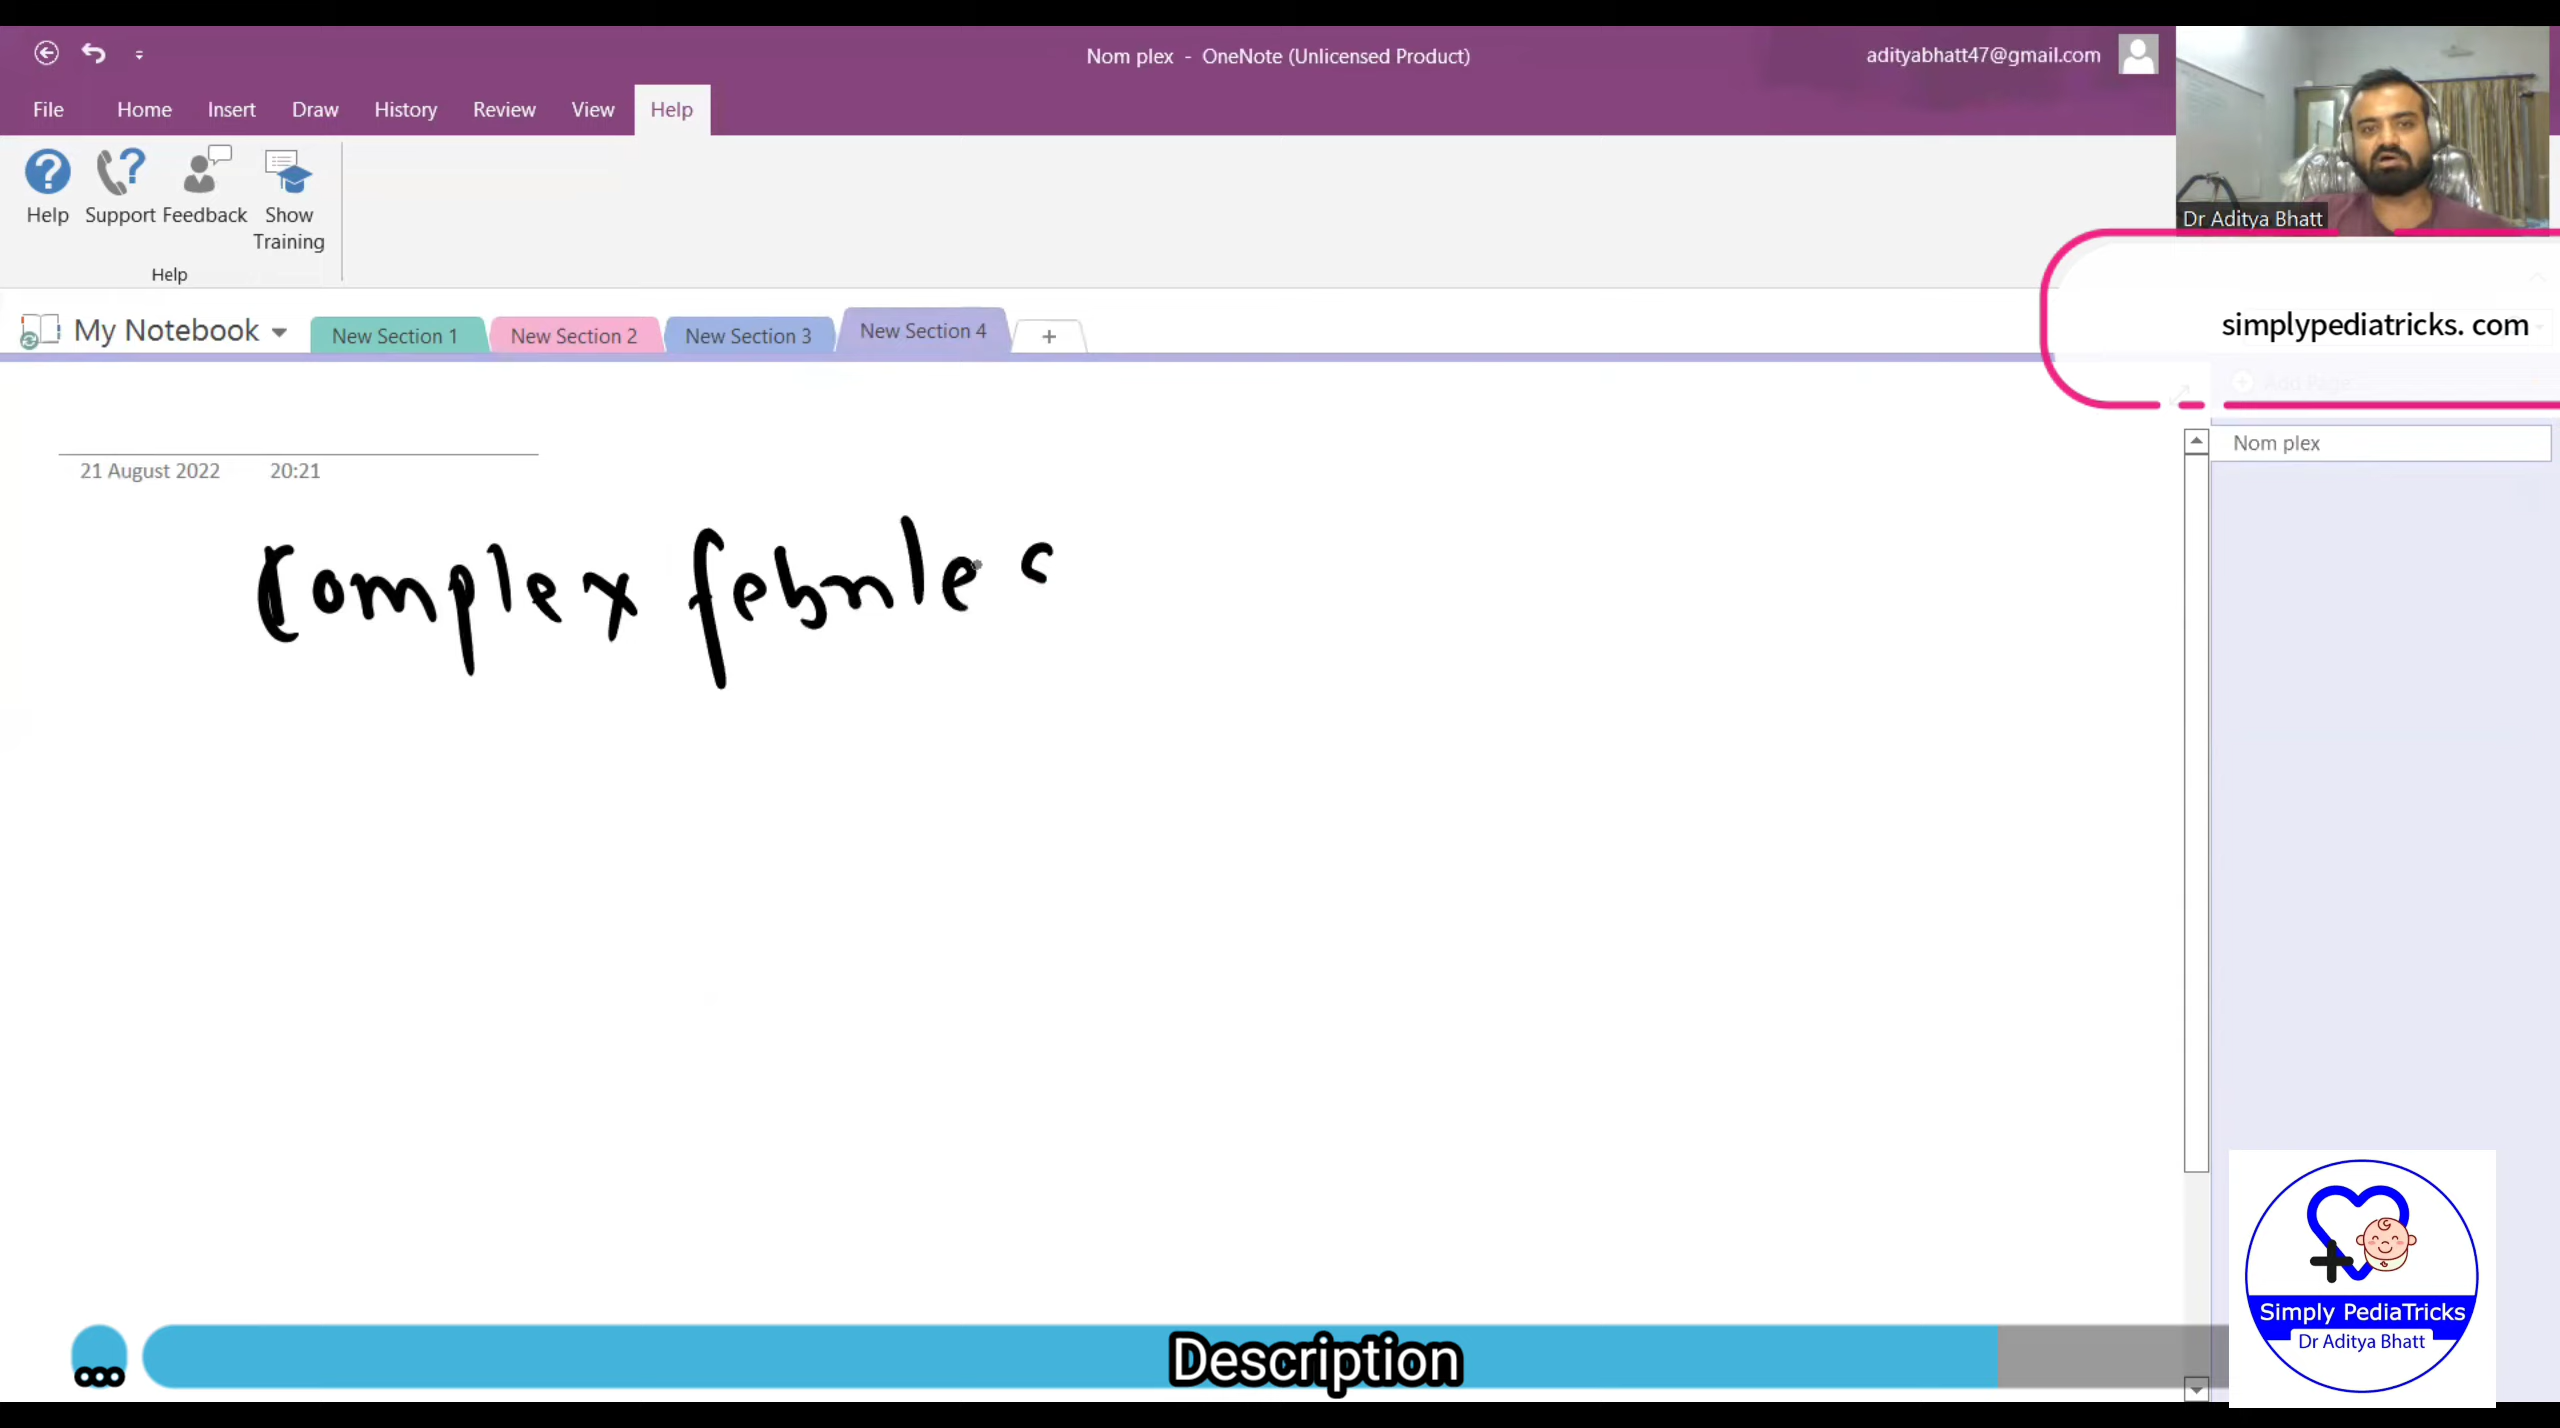 Nom plex - OneNote (Unlicensed Product)
adityabhatt47@gmail.com
File Home Insert Draw History Review View Help
Help Support Feedback Show Training
Help
Dr Aditya Bhatt
simplypediatricks. com
My Notebook New Section 1 New Section 2 New Section 3 New Section 4 +
Add Page
Nom plex
21 August 2022 20:21
Complex febrile s
Description
Simply PediaTricks
Dr Aditya Bhatt